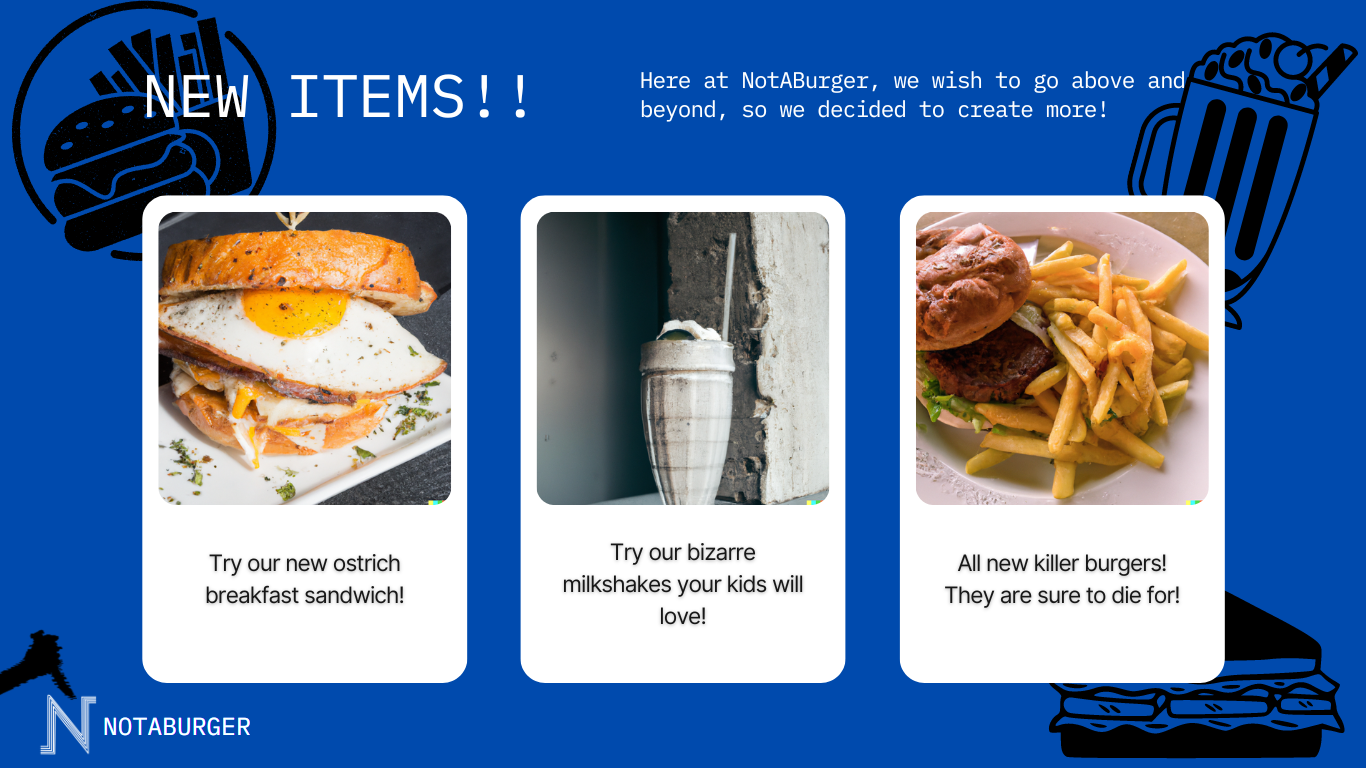 NEW ITEMS!!
Here at NotABurger, we wish to go above and
beyond, so we decided to create more!
Try our new ostrich
breakfast sandwich!
Try our bizarre
milkshakes your kids will
love!
All new killer burgers!
They are sure to die for!
N NOTABURGER